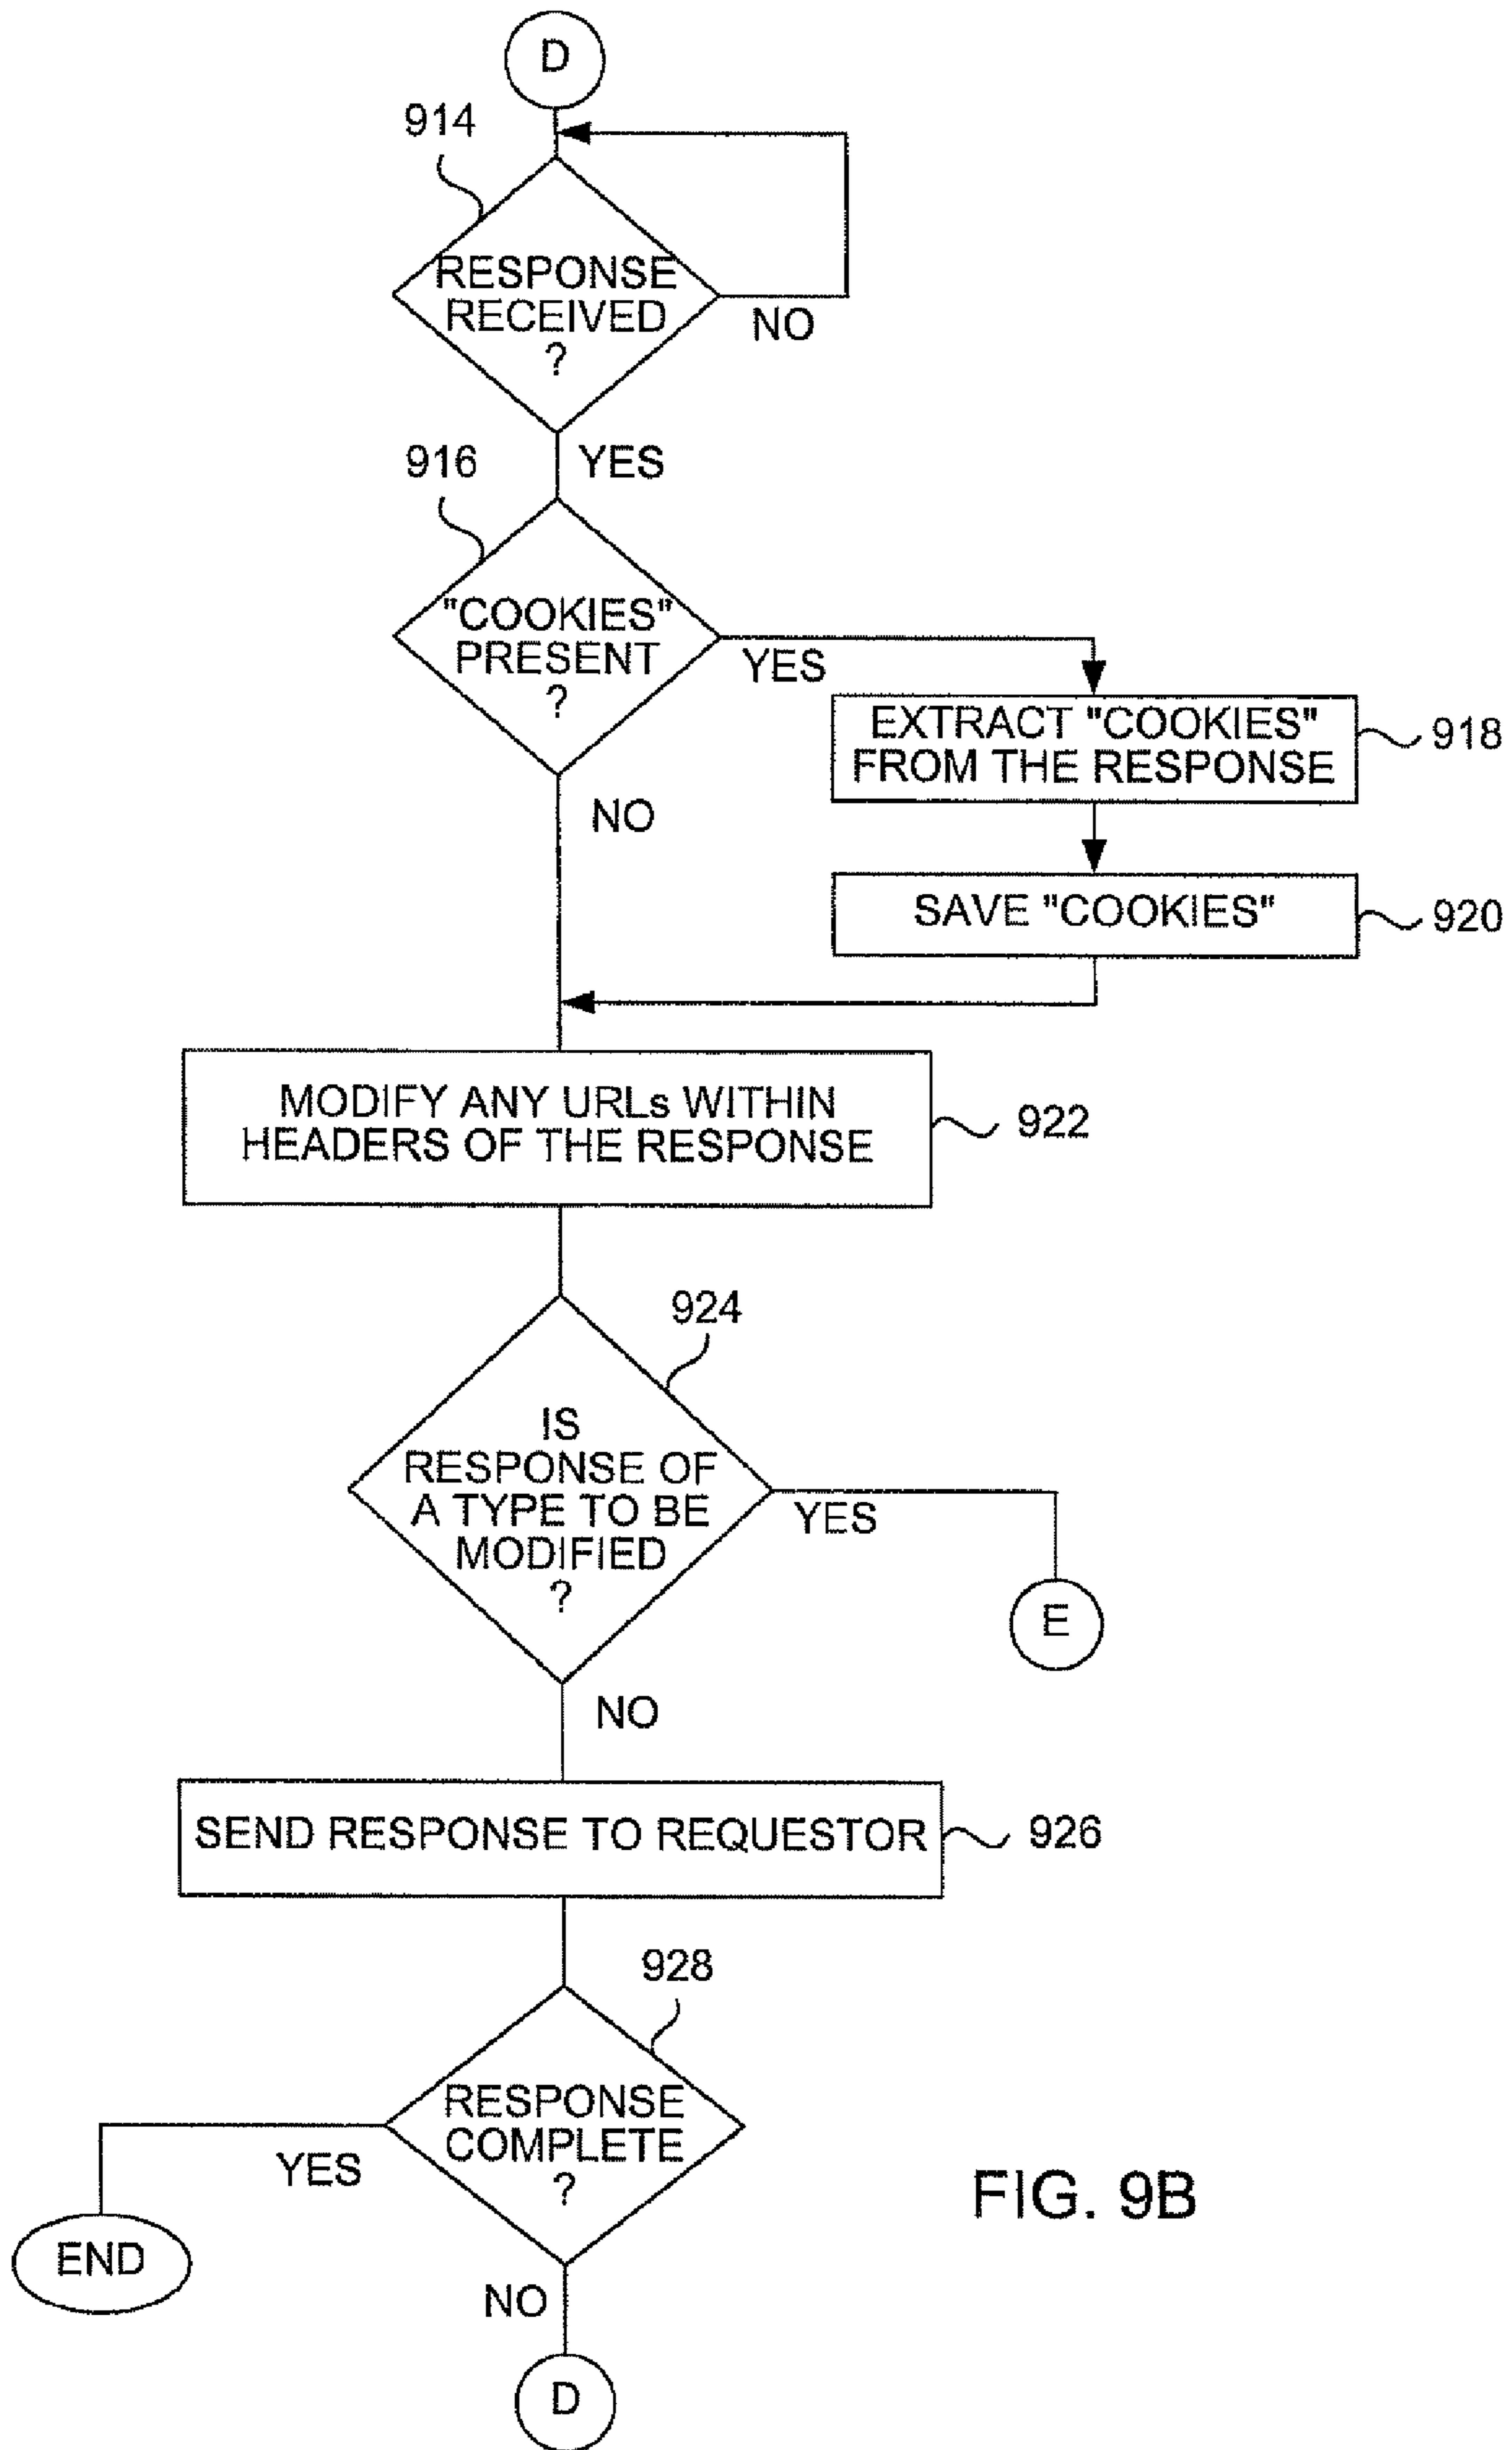 D
914
RESPONSE
RECEIVED
?
NO
YES
916
"COOKIES"
PRESENT
?
YES
EXTRACT "COOKIES"
FROM THE RESPONSE
918
NO
SAVE "COOKIES"
920
MODIFY ANY URLs WITHIN
HEADERS OF THE RESPONSE
922
924
IS
RESPONSE OF
A TYPE TO BE
MODIFIED
?
YES
E
NO
SEND RESPONSE TO REQUESTOR
926
928
RESPONSE
COMPLETE
?
YES
END
NO
D
FIG. 9B